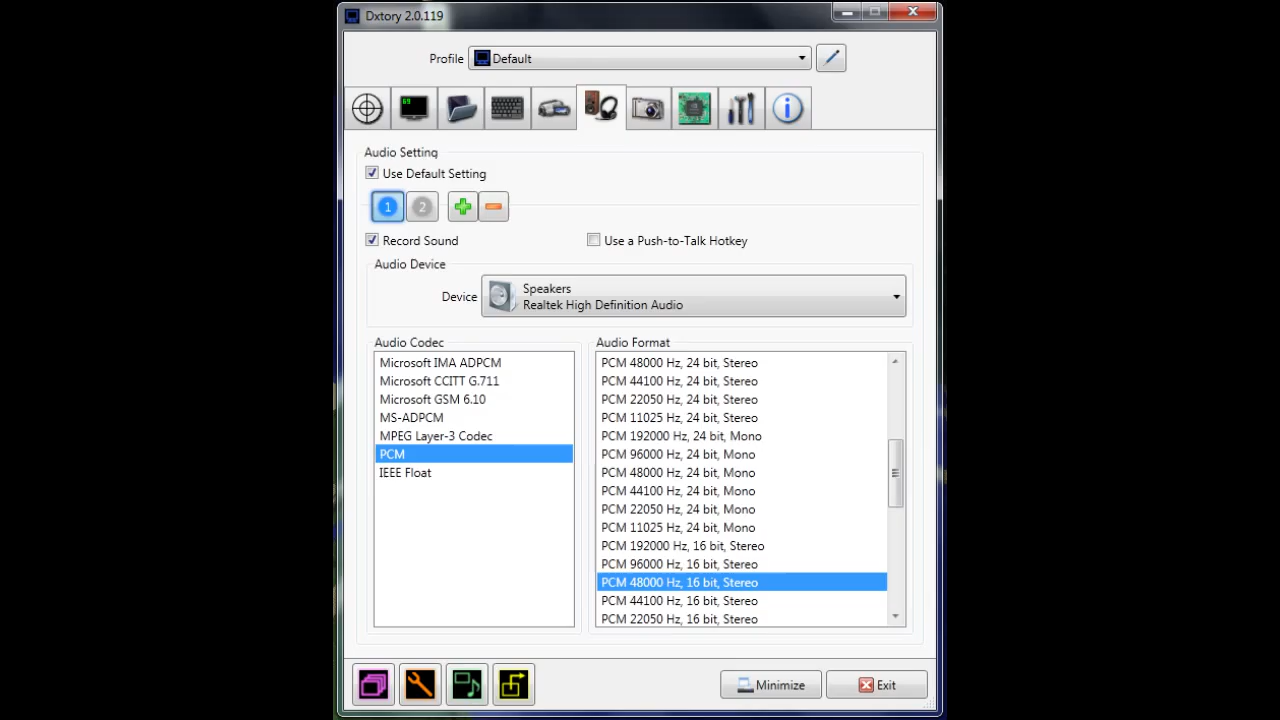 Dxtory 2.0.119
Profile
Default
69
Audio Setting
Use Default Setting
1
2
Record Sound
Use a Push-to-Talk Hotkey
Audio Device
Device
Speakers
Realtek High Definition Audio
Audio Codec
Microsoft IMA ADPCM
Microsoft CCITT G.711
Microsoft GSM 6.10
MS-ADPCM
MPEG Layer-3 Codec
PCM
IEEE Float
Audio Format
PCM 48000 Hz, 24 bit, Stereo
PCM 44100 Hz, 24 bit, Stereo
PCM 22050 Hz, 24 bit, Stereo
PCM 11025 Hz, 24 bit, Stereo
PCM 192000 Hz, 24 bit, Mono
PCM 96000 Hz, 24 bit, Mono
PCM 48000 Hz, 24 bit, Mono
PCM 44100 Hz, 24 bit, Mono
PCM 22050 Hz, 24 bit, Mono
PCM 11025 Hz, 24 bit, Mono
PCM 192000 Hz, 16 bit, Stereo
PCM 96000 Hz, 16 bit, Stereo
PCM 48000 Hz, 16 bit, Stereo
PCM 44100 Hz, 16 bit, Stereo
PCM 22050 Hz, 16 bit, Stereo
Minimize
Exit